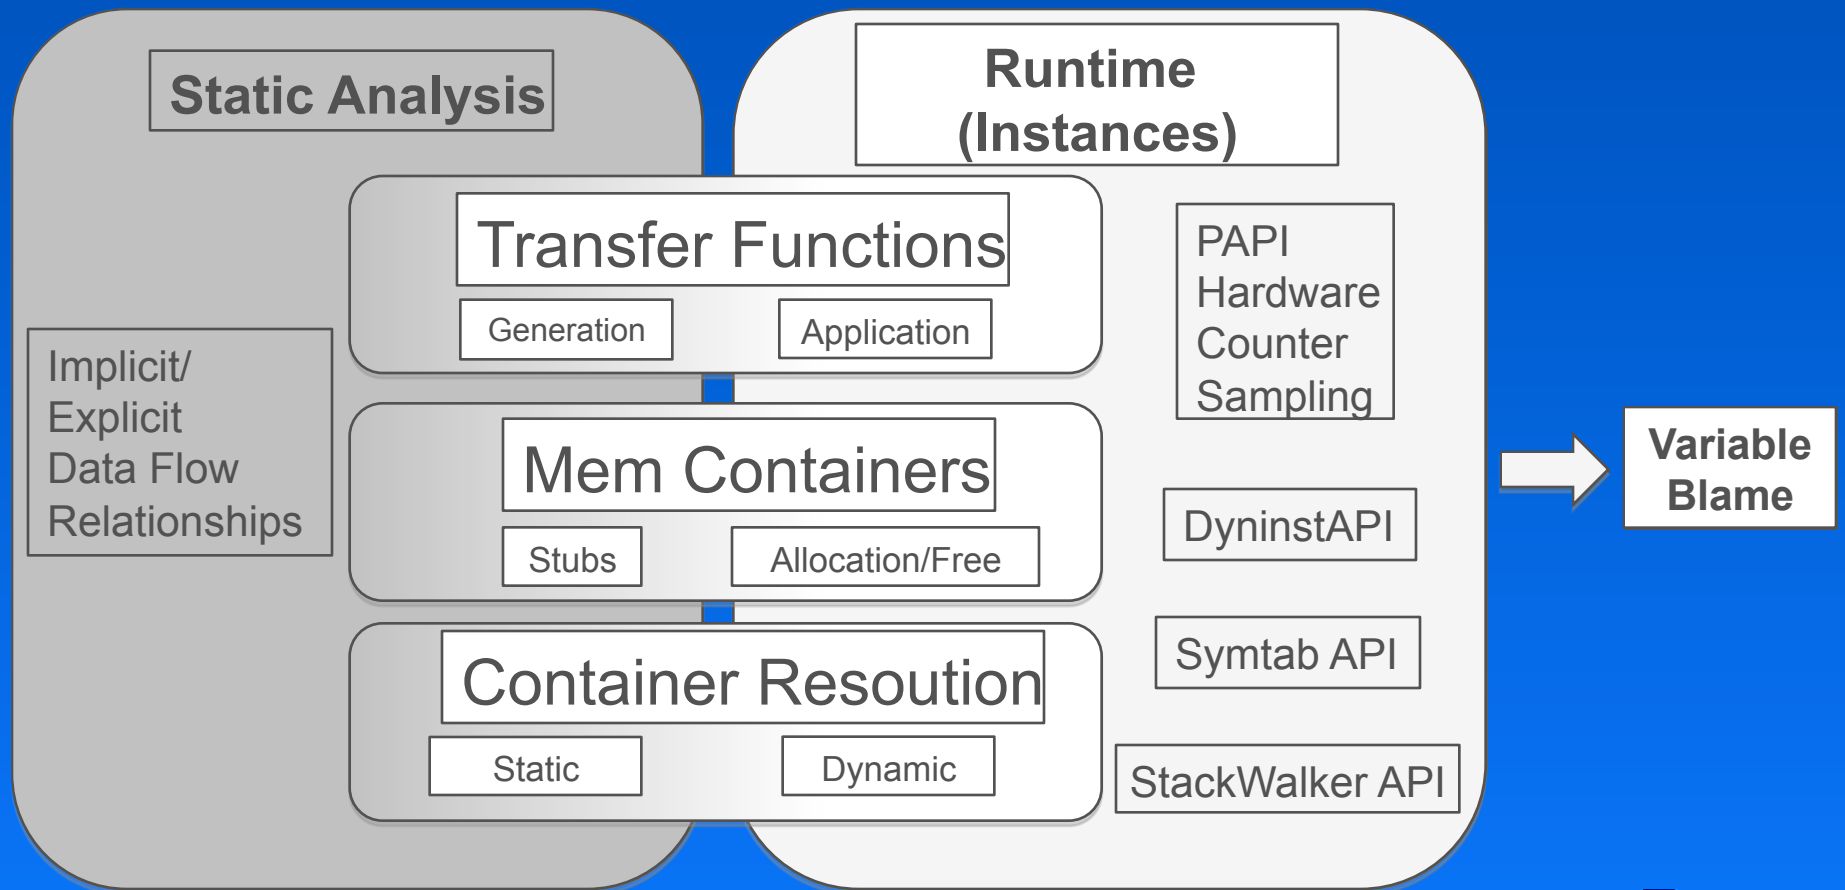 Static Analysis
Runtime
(Instances)
Transfer Functions
Generation
Application
Implicit/
Explicit
Data Flow
Relationships
Mem Containers
Stubs
Allocation/Free
Container Resoution
Static
Dynamic
PAPI
Hardware
Counter
Sampling
DyninstAPI
Symtab API
StackWalker API
Variable
Blame